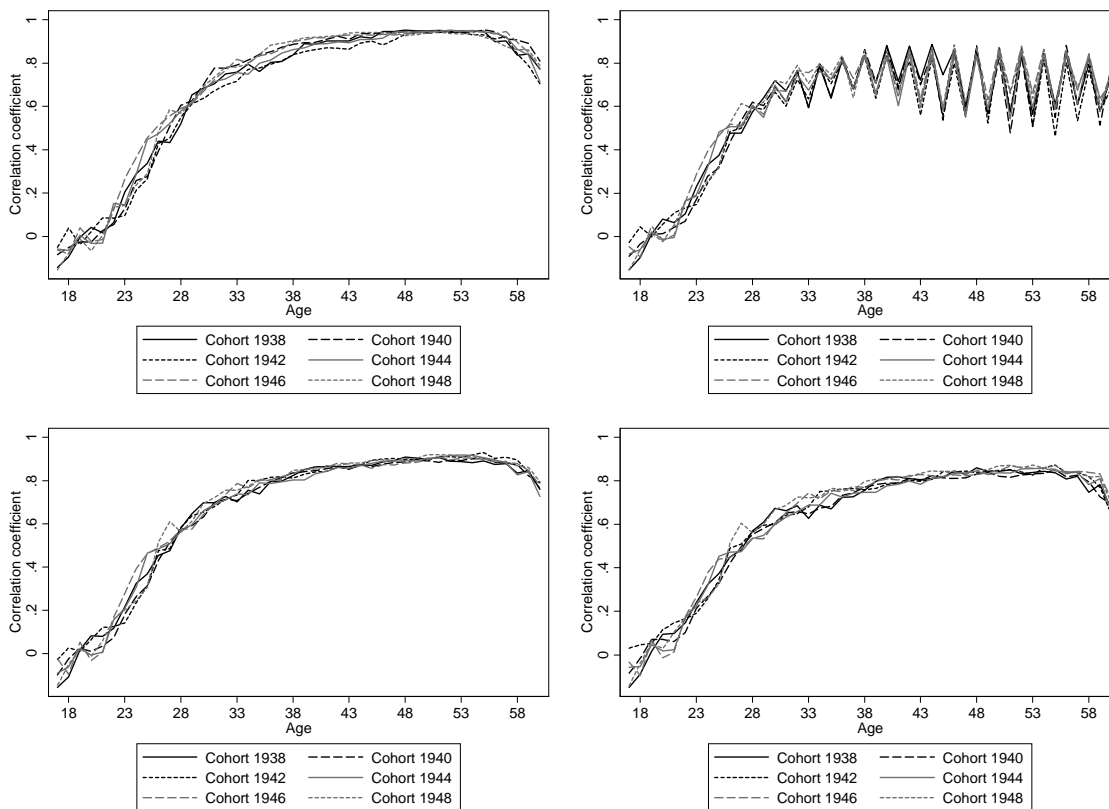 Correlation coefficient
1
.8
.6
.4
.2
0
18 23 28 33 38 43 48 53 58
Age
Cohort 1938 Cohort 1940
Cohort 1942 Cohort 1944
Cohort 1946 Cohort 1948
Correlation coefficient
1
.8
.6
.4
.2
0
18 23 28 33 38 43 48 53 58
Age
Cohort 1938 Cohort 1940
Cohort 1942 Cohort 1944
Cohort 1946 Cohort 1948
Correlation coefficient
1
.8
.6
.4
.2
0
18 23 28 33 38 43 48 53 58
Age
Cohort 1938 Cohort 1940
Cohort 1942 Cohort 1944
Cohort 1946 Cohort 1948
Correlation coefficient
1
.8
.6
.4
.2
0
18 23 28 33 38 43 48 53 58
Age
Cohort 1938 Cohort 1940
Cohort 1942 Cohort 1944
Cohort 1946 Cohort 1948